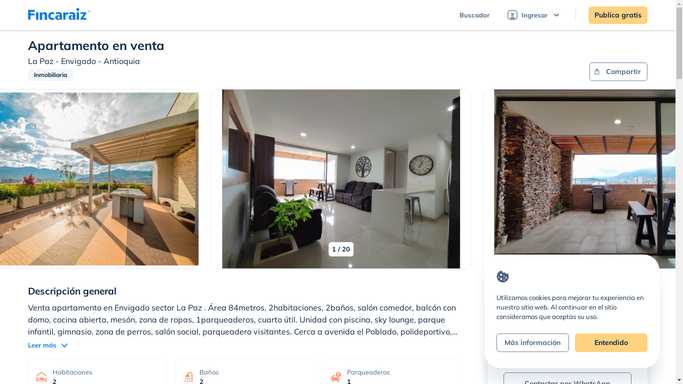 Fincaraiz
Buscador
Ingresar
Publica gratis
Apartamento en venta
La Paz - Envigado - Antioquia
Inmobiliaria
Compartir
1 / 20
Descripción general
Venta apartamento en Envigado sector La Paz . Área 84metros, 2habitaciones, 2baños, salón comedor, balcón con
domo, cocina abierta, mesón, zona de ropas, 1parqueaderos, cuarto útil. Unidad con piscina, sky lounge, parque
infantil, gimnasio, zona de perros, salón social, parqueadero visitantes. Cerca a avenida el Poblado, polideportivo,...
Leer más
Habitaciones
2
Baños
2
Parqueaderos
1
Utilizamos cookies para mejorar tu experiencia en
nuestro sitio web. Al continuar en el sitio
consideramos que aceptas su uso.
Más información
Entendido
Contactar por WhatsApp